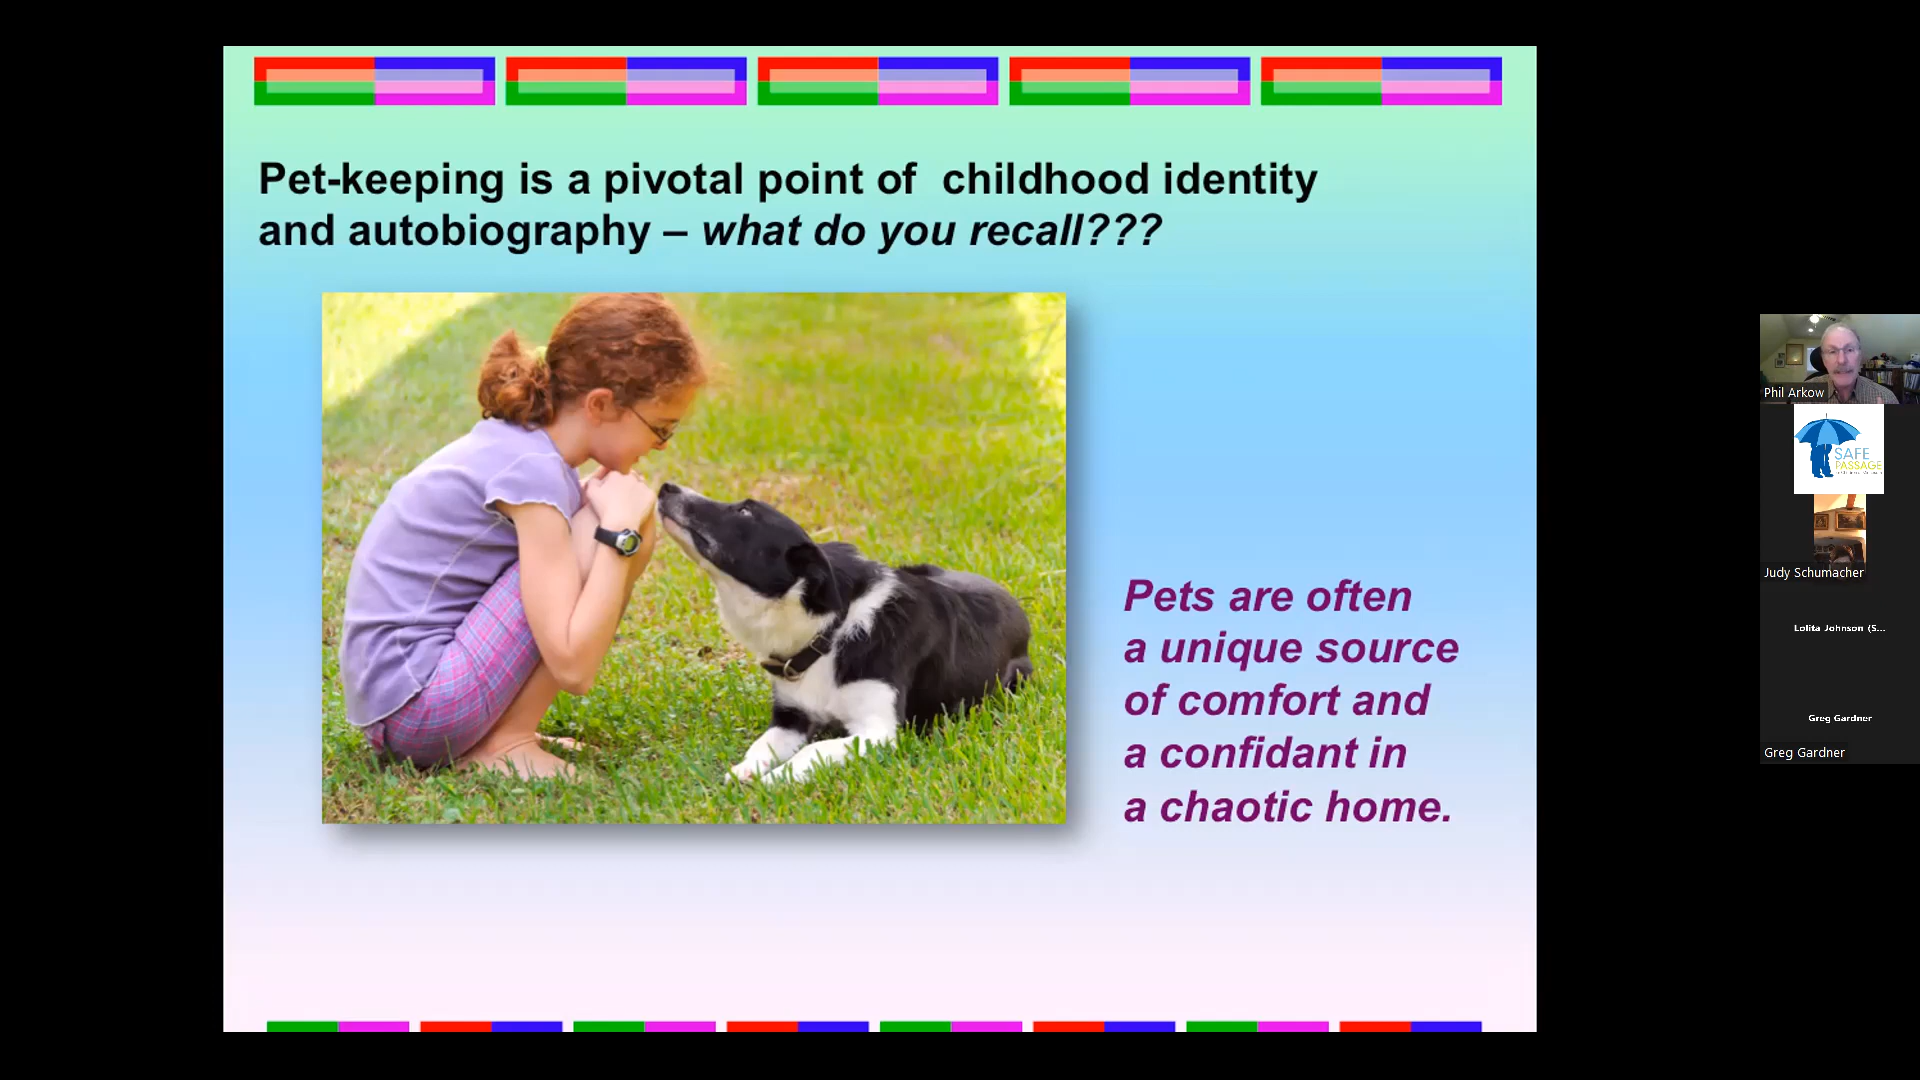 Pet-keeping is a pivotal point of  childhood identity
and autobiography – what do you recall???
Pets are often
a unique source
of comfort and
a confidant in
a chaotic home.
Phil Arkow
SAFE
PASSAGE
Judy Schumacher
Lolita Johnson (S...
Greg Gardner
Greg Gardner